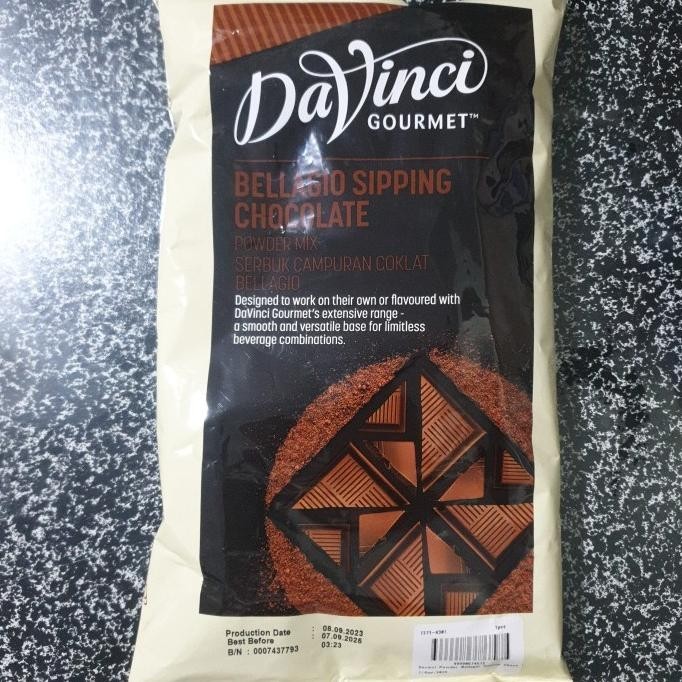 DaVinci
GOURMET™
BELLAGIO SIPPING
CHOCOLATE
POWDER MIX
SERBUK CAMPURAN COKLAT
BELLAGIO
Designed to work on their own or flavoured with
DaVinci Gourmet's extensive range -
a smooth and versatile base for limitless
beverage combinations.
Production Date : 08.09.2023
Best Before : 07.09.2025
B/N : 0007437793 03:23
1pct